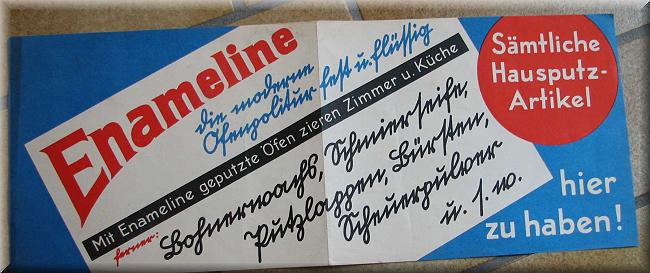 Enameline
die moderne
Ofenpolitur fest u. flüssig
Mit Enameline geputzte Öfen zieren Zimmer u. Küche
ferner: Bohnerwachs, Schmierseife,
Putzlappen, Bürsten,
Scheuerpulver
u. s. w.
Sämtliche
Hausputz-
Artikel
hier
zu haben!